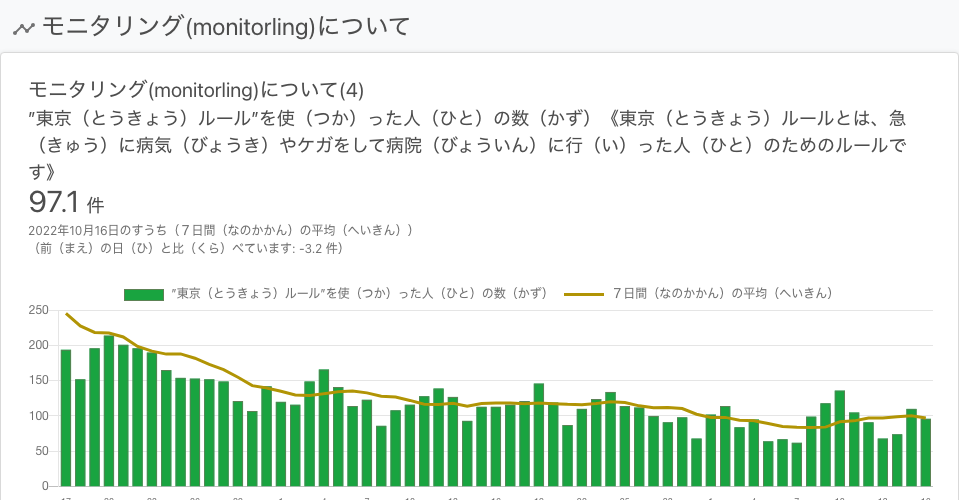 モニタリング(monitorling)について
モニタリング(monitorling)について(4)
”東京（とうきょう）ルール”を使（つか）った人（ひと）の数（かず）《東京（とうきょう）ルールとは、急
（きゅう）に病気（びょうき）やケガをして病院（びょういん）に行（い）った人（ひと）のためのルールで
す》
97.1 件
2022年10月16日のすうち（７日間（なのかかん）の平均（へいきん））
（前（まえ）の日（ひ）と比（くら）べています: -3.2 件）
”東京（とうきょう）ルール”を使（つか）った人（ひと）の数（かず） ７日間（なのかかん）の平均（へいきん）
250
200
150
100
50
0